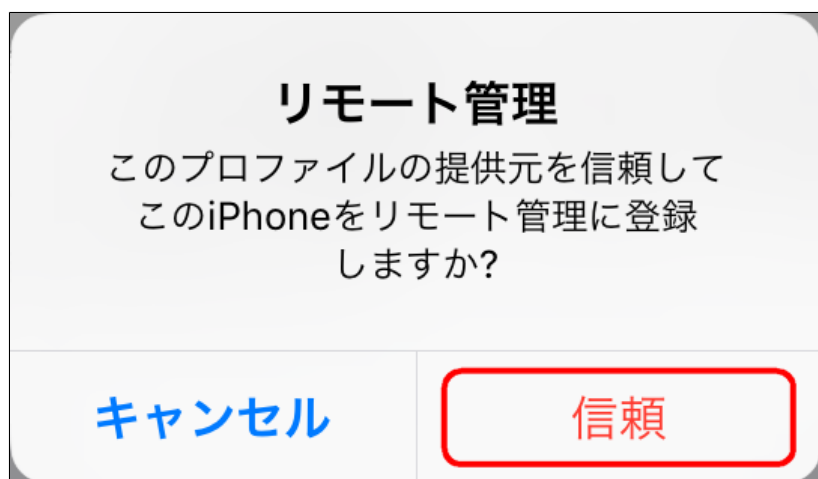 リモート管理
このプロファイルの提供元を信頼して
このiPhoneをリモート管理に登録
しますか?
キャンセル
信頼